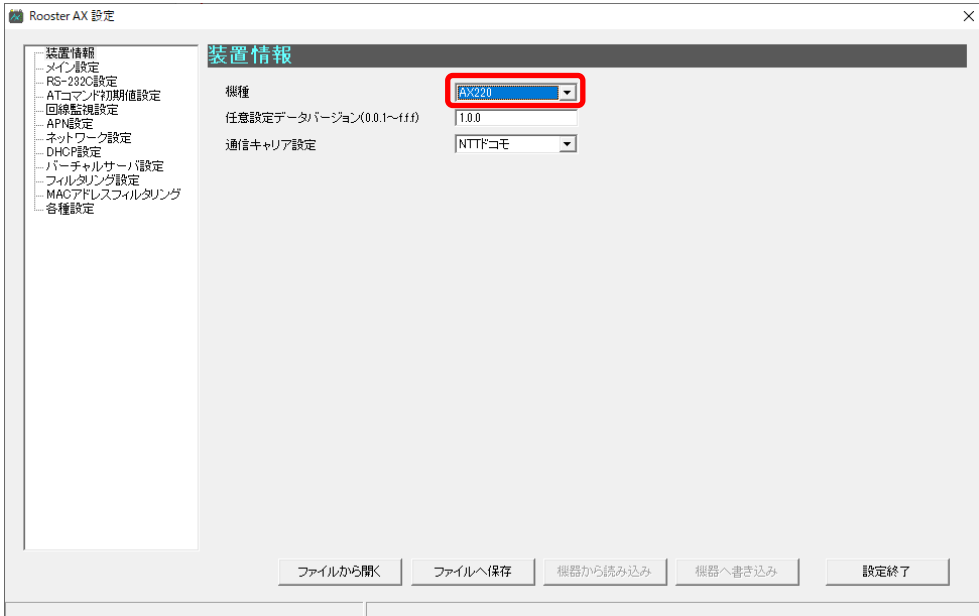 Rooster AX 設定
装置情報
メイン設定
RS-232C設定
ATコマンド初期値設定
回線監視設定
APN設定
ネットワーク設定
DHCP設定
バーチャルサーバ設定
フィルタリング設定
MACアドレスフィルタリング
各種設定
装置情報
機種
AX220
任意設定データバージョン(0.0.1～f.f.f)
1.0.0
通信キャリア設定
NTTドコモ
ファイルから開く
ファイルへ保存
機器から読み込み
機器へ書き込み
設定終了